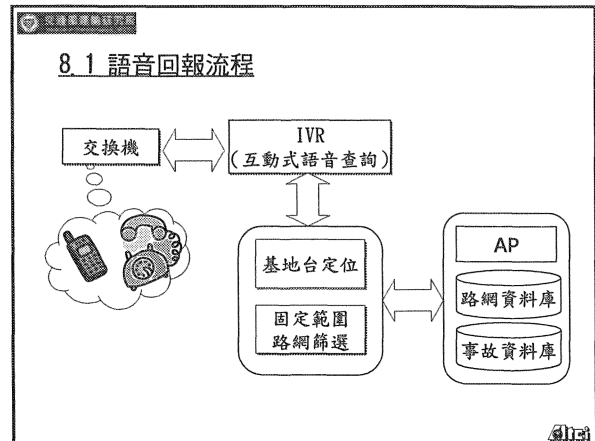 8.1 語音回報流程
交換機
IVR
(互動式語音查詢)
基地台定位
固定範圍
路網篩選
AP
路網資料庫
事故資料庫